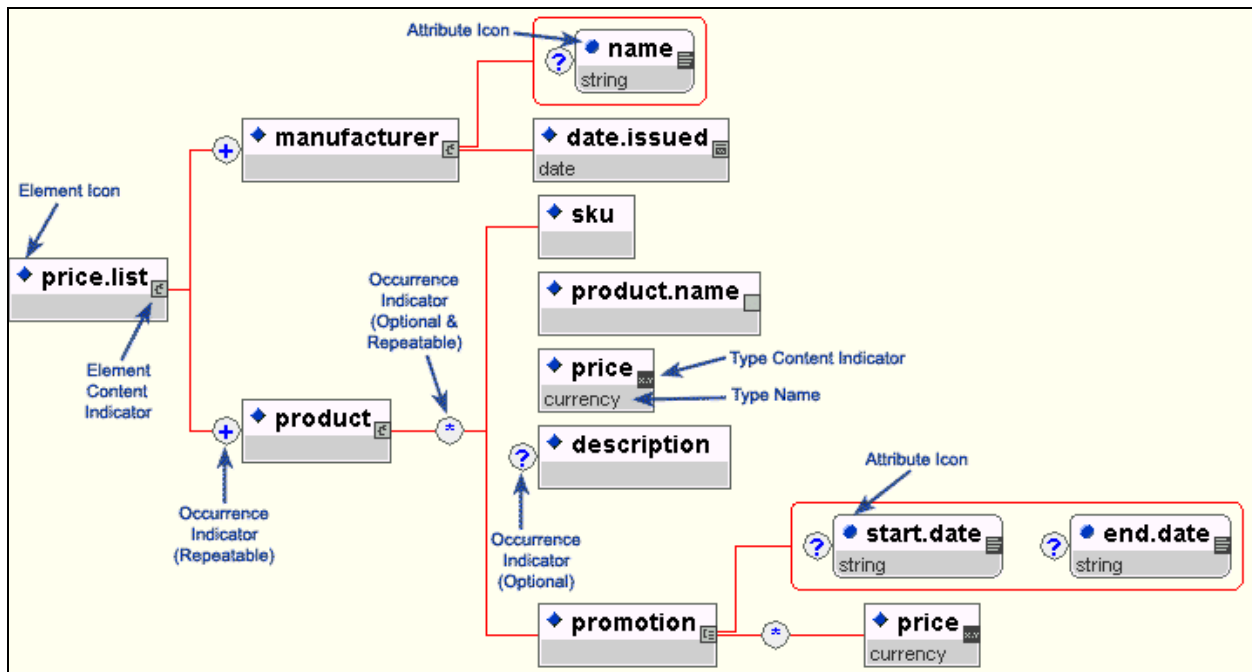 Attribute Icon
name
?
string
manufacturer
+
date.issued
date
Element Icon
sku
price.list
Occurrence
Indicator
(Optional &
Repeatable)
product.name
Element
Content
Indicator
price
x.y
currency
Type Content Indicator
Type Name
+
product
*
?
description
Occurrence
Indicator
(Repeatable)
Occurrence
Indicator
(Optional)
Attribute Icon
?
start.date
string
?
end.date
string
promotion
*
price
x.y
currency